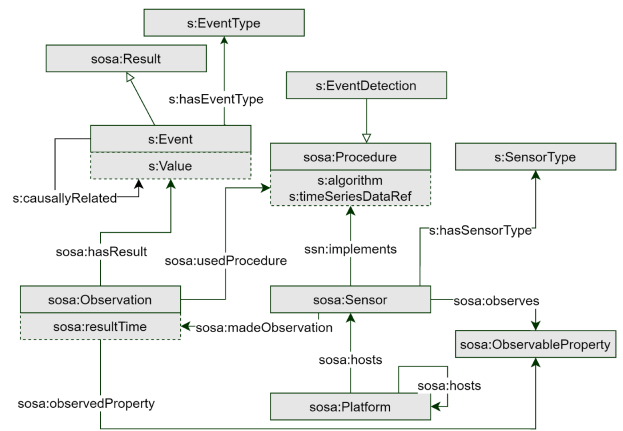 s:EventType
sosa:Result
s:EventDetection
s:hasEventType
s:Event
s:Value
sosa:Procedure
s:algorithm
s:timeSeriesDataRef
s:SensorType
s:causallyRelated
s:hasSensorType
sosa:hasResult
sosa:usedProcedure
ssn:implements
sosa:Observation
sosa:resultTime
sosa:madeObservation
sosa:Sensor
sosa:observes
sosa:ObservableProperty
sosa:hosts
sosa:hosts
sosa:observedProperty
sosa:Platform